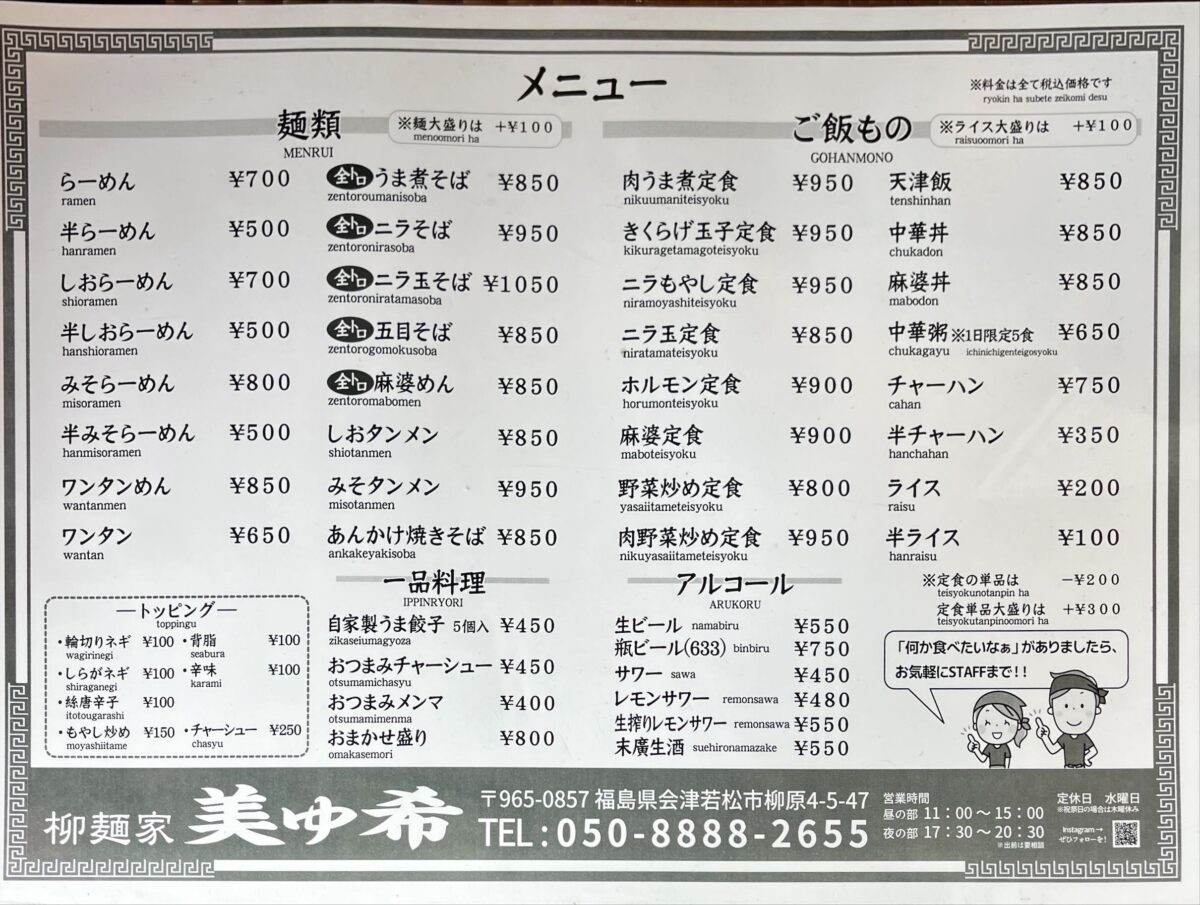 メニュー
※料金は全て税込価格です
ryokin ha subete zeikomi desu
麺類
MENRUI
※麺大盛りは +¥100
menoomori ha
らーめん ¥700
ramen
半らーめん ¥500
hanramen
しおらーめん ¥700
shioramen
半しおらーめん ¥500
hanshioramen
みそらーめん ¥800
misoramen
半みそらーめん ¥500
hanmisoramen
ワンタンめん ¥850
wantanmen
ワンタン ¥650
wantan
全トロうま煮そば ¥850
zentoroumanisoba
全トロニラそば ¥950
zentoronirasoba
全トロニラ玉そば ¥1050
zentoroniratamasoba
全トロ五目そば ¥850
zentorogomokusoba
全トロ麻婆めん ¥850
zentoromabomen
しおタンメン ¥850
shiotanmen
みそタンメン ¥950
misotanmen
あんかけ焼きそば ¥850
ankakeyakisoba
ートッピングー
toppingu
・輪切りネギ ¥100
wagirinegi
・しらがネギ ¥100
shiraganegi
・絲唐辛子 ¥100
itotougarashi
・もやし炒め ¥150
moyashiitame
・背脂 ¥100
seabura
・辛味 ¥100
karami
・チャーシュー ¥250
chasyu
一品料理
IPPINRYORI
自家製うま餃子 5個入 ¥450
zikaseiumagyoza
おつまみチャーシュー ¥450
otsumamichasyu
おつまみメンマ ¥400
otsumamimenma
おまかせ盛り ¥800
omakasemori
ご飯もの
GOHANMONO
※ライス大盛りは +¥100
raisuoomori ha
肉うま煮定食 ¥950
nikuumaniteisyoku
きくらげ玉子定食 ¥950
kikuragetamagoteisyoku
ニラもやし定食 ¥950
niramoyashiteisyoku
ニラ玉定食 ¥850
niratamateisyoku
ホルモン定食 ¥900
horumonteisyoku
麻婆定食 ¥900
maboteisyoku
野菜炒め定食 ¥800
yasaiitameteisyoku
肉野菜炒め定食 ¥950
nikuyasaiitameteisyoku
天津飯 ¥850
tenshinhan
中華丼 ¥850
chukadon
麻婆丼 ¥850
mabodon
中華粥 ※1日限定5食 ¥650
chukagayu ichinichigenteigosyoku
チャーハン ¥750
cahan
半チャーハン ¥350
hanchahan
ライス ¥200
raisu
半ライス ¥100
hanraisu
※定食の単品は −¥200
teisyokunotanpin ha
定食単品大盛りは +¥300
teisyokutanpinoomori ha
アルコール
ARUKORU
生ビール namabiru ¥550
瓶ビール(633) binbiru ¥750
サワー sawa ¥450
レモンサワー remonsawa ¥480
生搾りレモンサワー remonsawa ¥550
末廣生酒 suehironamazake ¥550
「何か食べたいなぁ」がありましたら、
お気軽にSTAFFまで!!
柳麺家 美ゆ希
〒965-0857 福島県会津若松市柳原4-5-47
TEL:050-8888-2655
営業時間
昼の部 11:00〜15:00
夜の部 17:30〜20:30
※出前は要相談
定休日 水曜日
※祝祭日の場合は木曜休み
Instagram→
ぜひフォローを!